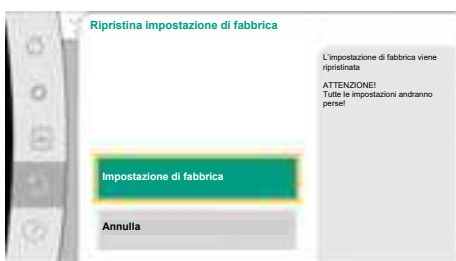 Ripristina impostazione di fabbrica
L'impostazione di fabbrica viene
ripristinata
ATTENZIONE!
Tutte le impostazioni andranno
perse!
Impostazione di fabbrica
Annulla